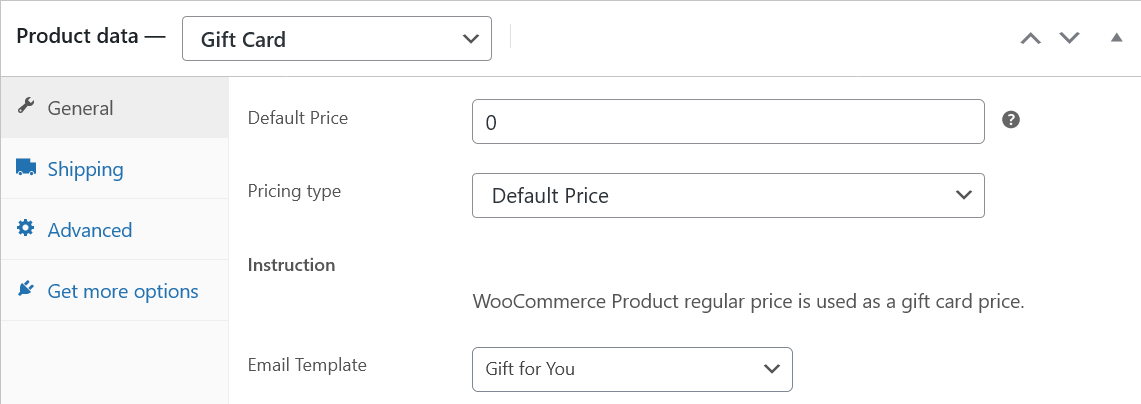 Product data — Gift Card
General
Shipping
Advanced
Get more options
Default Price 0 ?
Pricing type Default Price
Instruction
WooCommerce Product regular price is used as a gift card price.
Email Template Gift for You